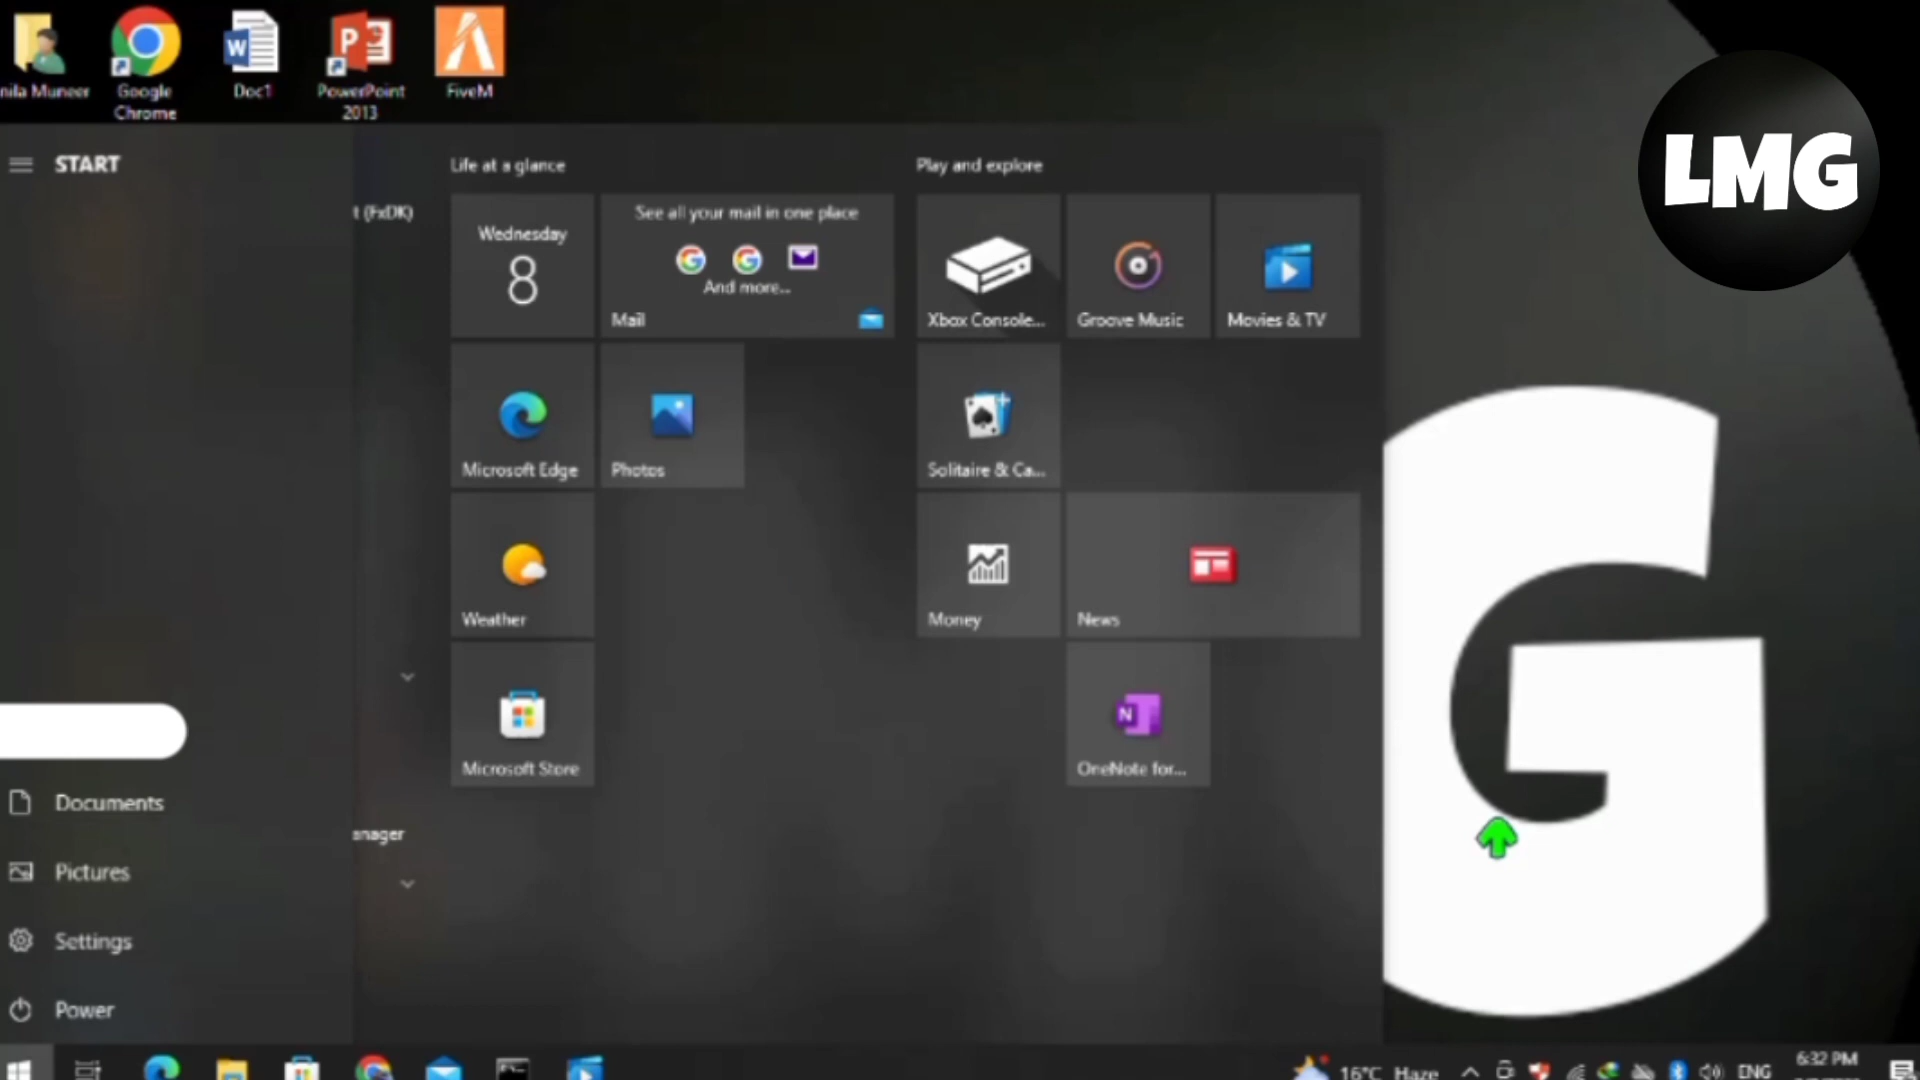 nila Muneer
Google
Chrome
Doc1
PowerPoint
2013
FiveM
LMG
START
t (FxDK)
anager
Documents
Pictures
Settings
Power
Life at a glance
Wednesday
8
See all your mail in one place
And more...
Mail
Microsoft Edge
Photos
Weather
Microsoft Store
Play and explore
Xbox Console...
Groove Music
Movies & TV
Solitaire & Ca...
Money
News
OneNote for...
G
16°C Haze
ENG
6:32 PM